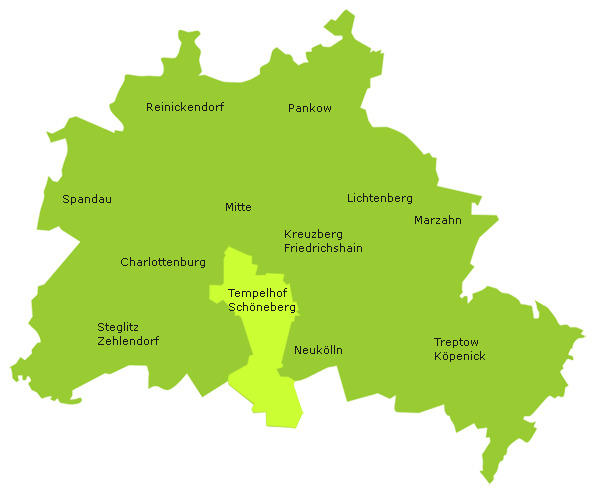 Reinickendorf
Pankow
Spandau
Mitte
Lichtenberg
Marzahn
Kreuzberg
Friedrichshain
Charlottenburg
Tempelhof
Schöneberg
Steglitz
Zehlendorf
Neukölln
Treptow
Köpenick